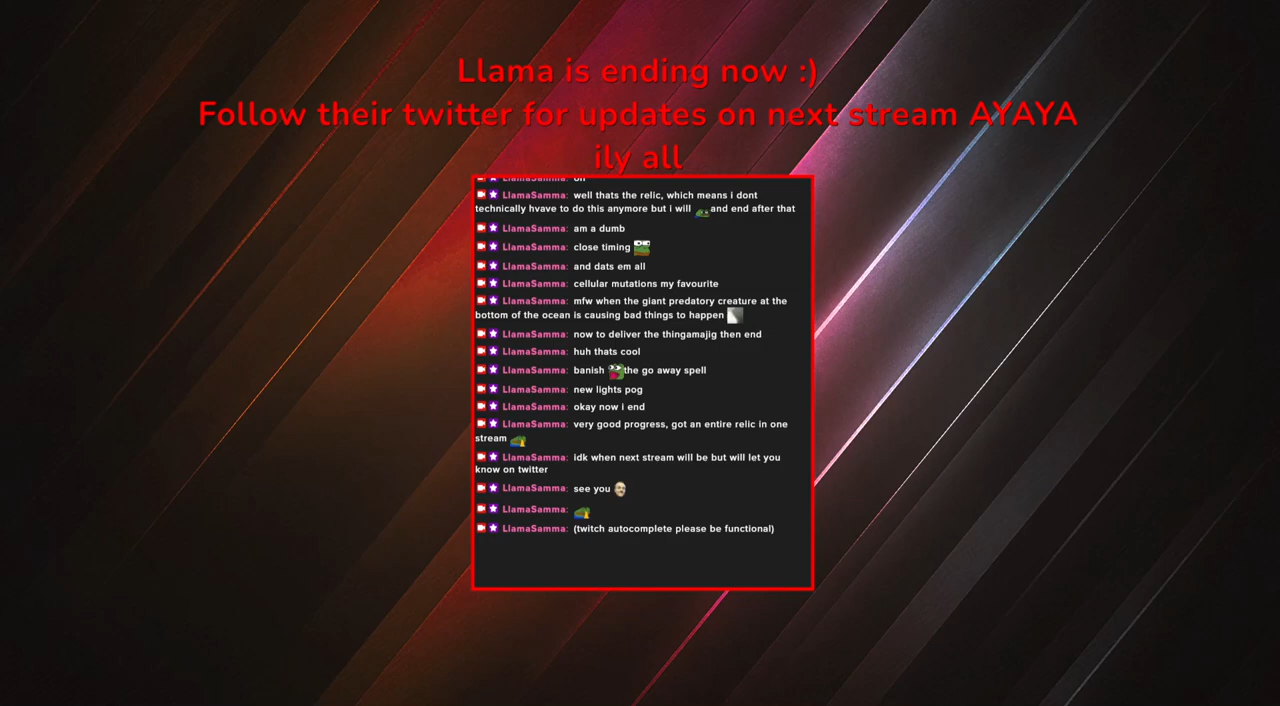 Llama is ending now :)
Follow their twitter for updates on next stream AYAYA
ily all
LlamaSamma: oh
LlamaSamma: well thats the relic, which means i dont
technically hvave to do this anymore but i will and end after that
LlamaSamma: am a dumb
LlamaSamma: close timing
LlamaSamma: and dats em all
LlamaSamma: cellular mutations my favourite
LlamaSamma: mfw when the giant predatory creature at the
bottom of the ocean is causing bad things to happen
LlamaSamma: now to deliver the thingamajig then end
LlamaSamma: huh thats cool
LlamaSamma: banish the go away spell
LlamaSamma: new lights pog
LlamaSamma: okay now i end
LlamaSamma: very good progress, got an entire relic in one
stream
LlamaSamma: idk when next stream will be but will let you
know on twitter
LlamaSamma: see you
LlamaSamma:
LlamaSamma: (twitch autocomplete please be functional)